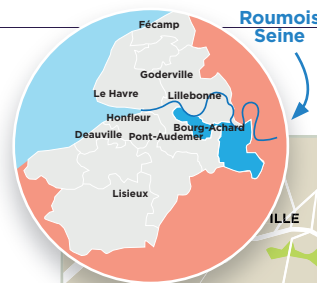 Roumois
Seine
Fécamp
Goderville
Le Havre
Lillebonne
Honfleur
Bourg-Achard
Deauville
Pont-Audemer
Lisieux
ILLE